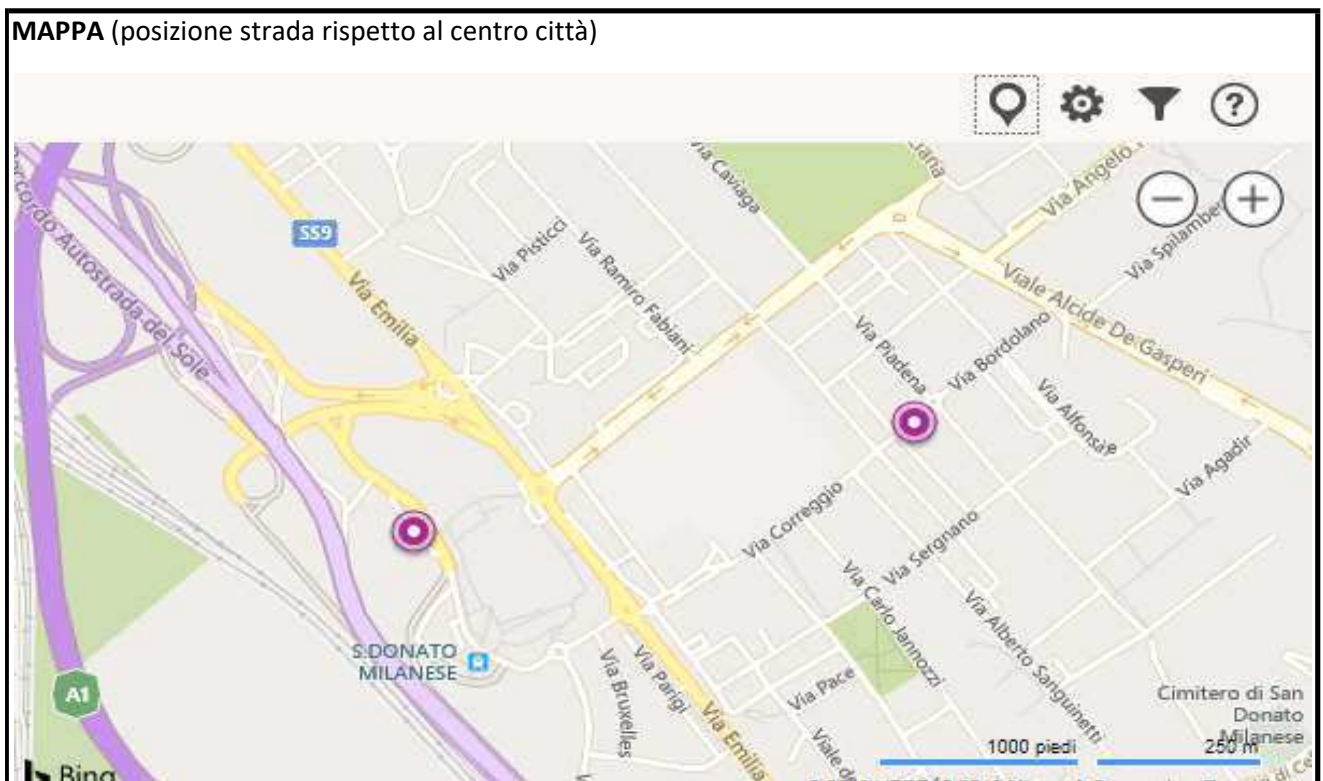 MAPPA (posizione strada rispetto al centro città)
?
Via Caviaga
Via Angelo
SS9
Via Pisticci
Via Ramiro Fabiani
Via Spilamber
Raccordo Autostrada del Sole
Via Emilia
Viale Alcide De Gasperi
Via Piadena
Via Bordolano
Via Alfonsine
Via Agadir
Via Correggio
Via Sergnano
Via Carlo Jannozzi
Via Alberto Sanguinetti
S.DONATO
MILANESE
A1
Via Bruxelles
Via Parigi
Via Pace
Via Emilia
Cimitero di San
Donato
Milanese
1000 piedi
250 m
Bing